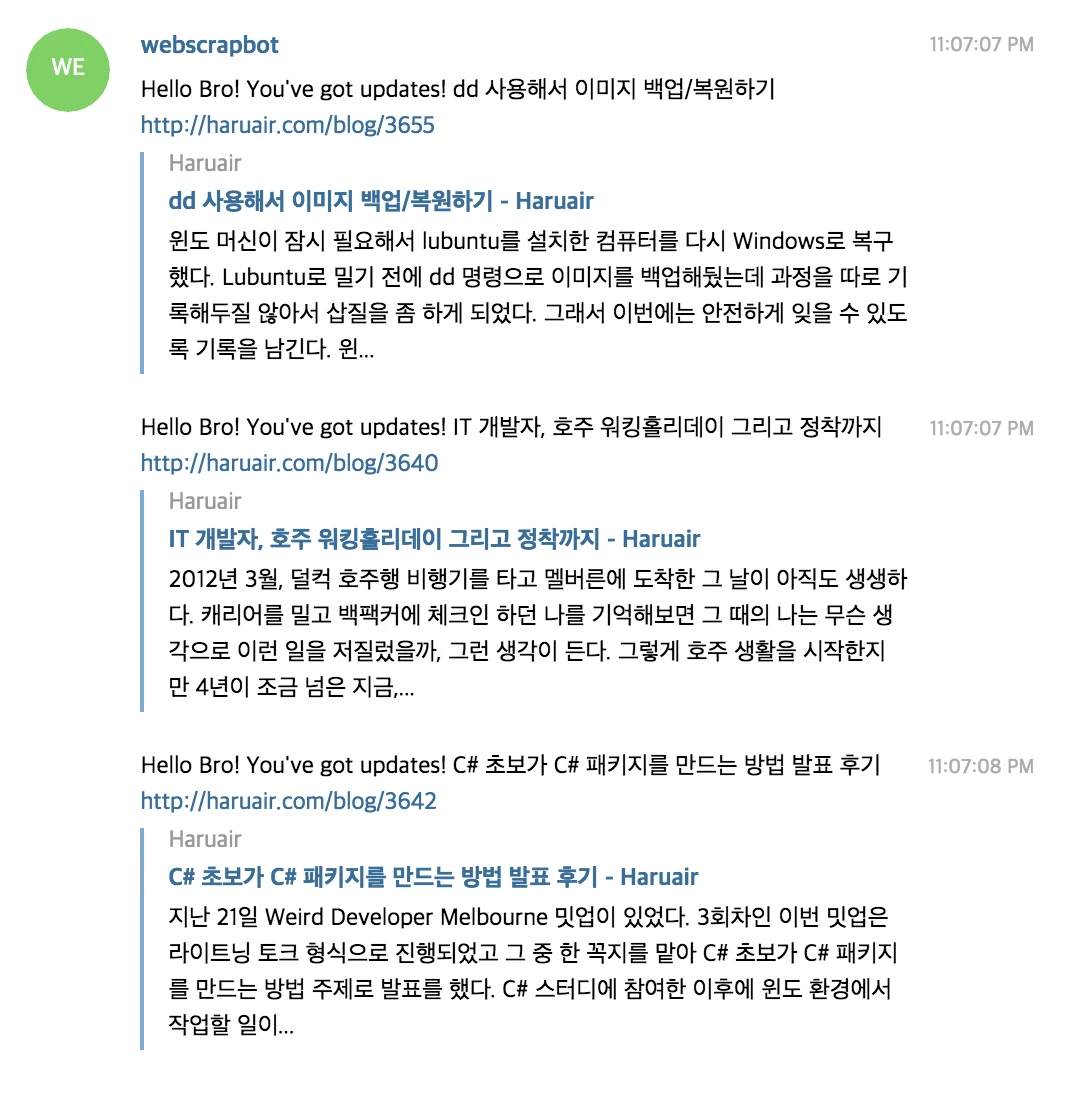 WE
webscrapbot
11:07:07 PM
Hello Bro! You've got updates! dd 사용해서 이미지 백업/복원하기
http://haruair.com/blog/3655
Haruair
dd 사용해서 이미지 백업/복원하기 - Haruair
윈도 머신이 잠시 필요해서 lubuntu를 설치한 컴퓨터를 다시 Windows로 복구
했다. Lubuntu로 밀기 전에 dd 명령으로 이미지를 백업해뒀는데 과정을 따로 기
록해두질 않아서 삽질을 좀 하게 되었다. 그래서 이번에는 안전하게 잊을 수 있도
록 기록을 남긴다. 윈...
Hello Bro! You've got updates! IT 개발자, 호주 워킹홀리데이 그리고 정착까지
11:07:07 PM
http://haruair.com/blog/3640
Haruair
IT 개발자, 호주 워킹홀리데이 그리고 정착까지 - Haruair
2012년 3월, 덜컥 호주행 비행기를 타고 멜버른에 도착한 그 날이 아직도 생생하
다. 캐리어를 밀고 백팩커에 체크인 하던 나를 기억해보면 그 때의 나는 무슨 생
각으로 이런 일을 저질렀을까, 그런 생각이 든다. 그렇게 호주 생활을 시작한지
만 4년이 조금 넘은 지금,...
Hello Bro! You've got updates! C# 초보가 C# 패키지를 만드는 방법 발표 후기
11:07:08 PM
http://haruair.com/blog/3642
Haruair
C# 초보가 C# 패키지를 만드는 방법 발표 후기 - Haruair
지난 21일 Weird Developer Melbourne 밋업이 있었다. 3회차인 이번 밋업은
라이트닝 토크 형식으로 진행되었고 그 중 한 꼭지를 맡아 C# 초보가 C# 패키지
를 만드는 방법 주제로 발표를 했다. C# 스터디에 참여한 이후에 윈도 환경에서
작업할 일이...